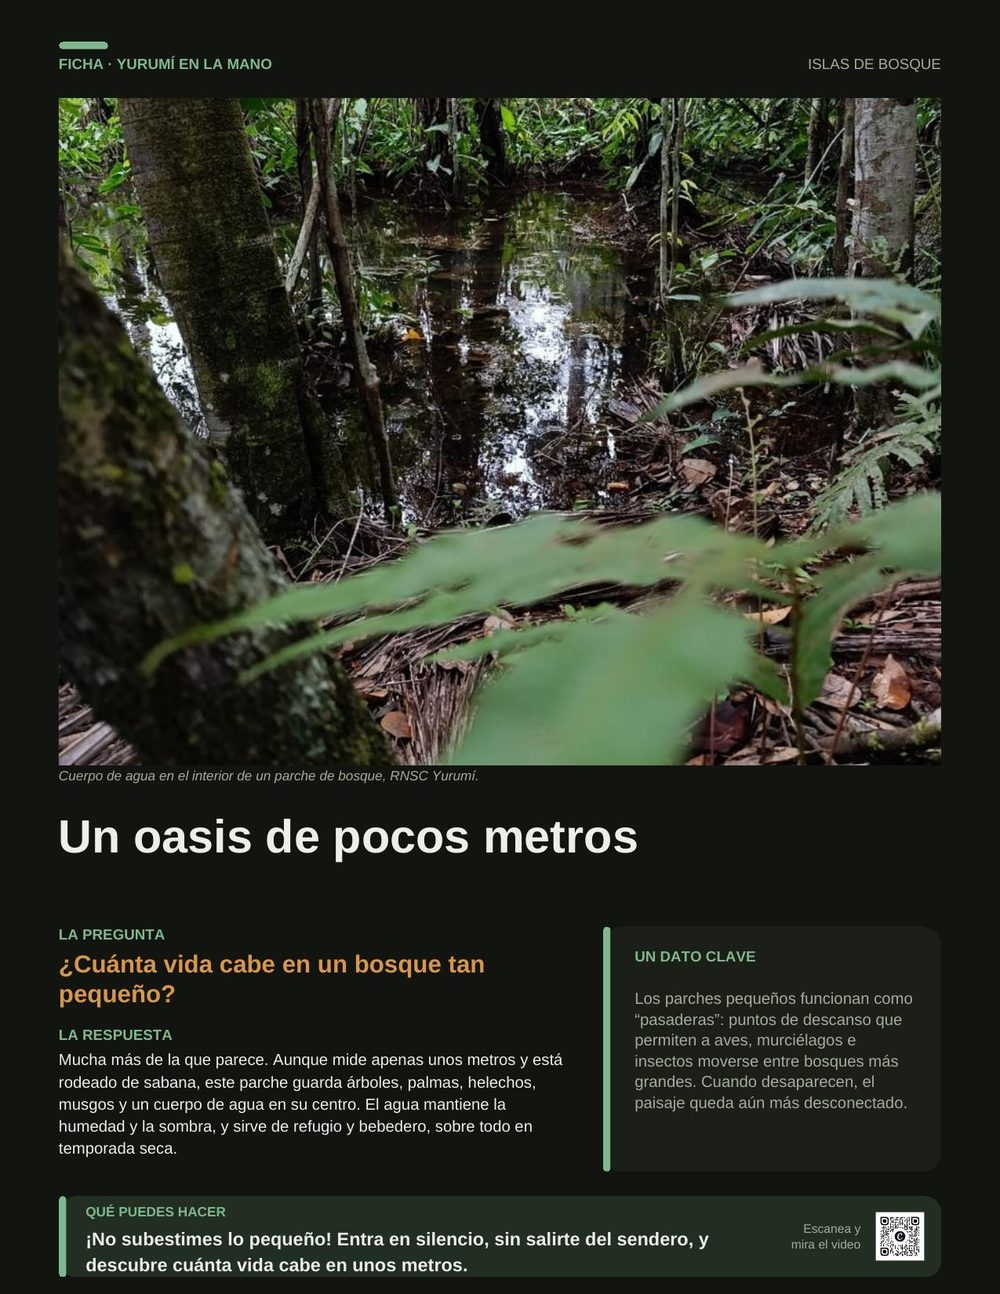 FICHA · YURUMÍ EN LA MANO
ISLAS DE BOSQUE
Cuerpo de agua en el interior de un parche de bosque, RNSC Yurumí.
Un oasis de pocos metros
LA PREGUNTA
¿Cuánta vida cabe en un bosque tan
pequeño?
LA RESPUESTA
Mucha más de la que parece. Aunque mide apenas unos metros y está
rodeado de sabana, este parche guarda árboles, palmas, helechos,
musgos y un cuerpo de agua en su centro. El agua mantiene la
humedad y la sombra, y sirve de refugio y bebedero, sobre todo en
temporada seca.
UN DATO CLAVE
Los parches pequeños funcionan como
“pasaderas”: puntos de descanso que
permiten a aves, murciélagos e
insectos moverse entre bosques más
grandes. Cuando desaparecen, el
paisaje queda aún más desconectado.
QUÉ PUEDES HACER
¡No subestimes lo pequeño! Entra en silencio, sin salirte del sendero, y
descubre cuánta vida cabe en unos metros.
Escanea y
mira el video